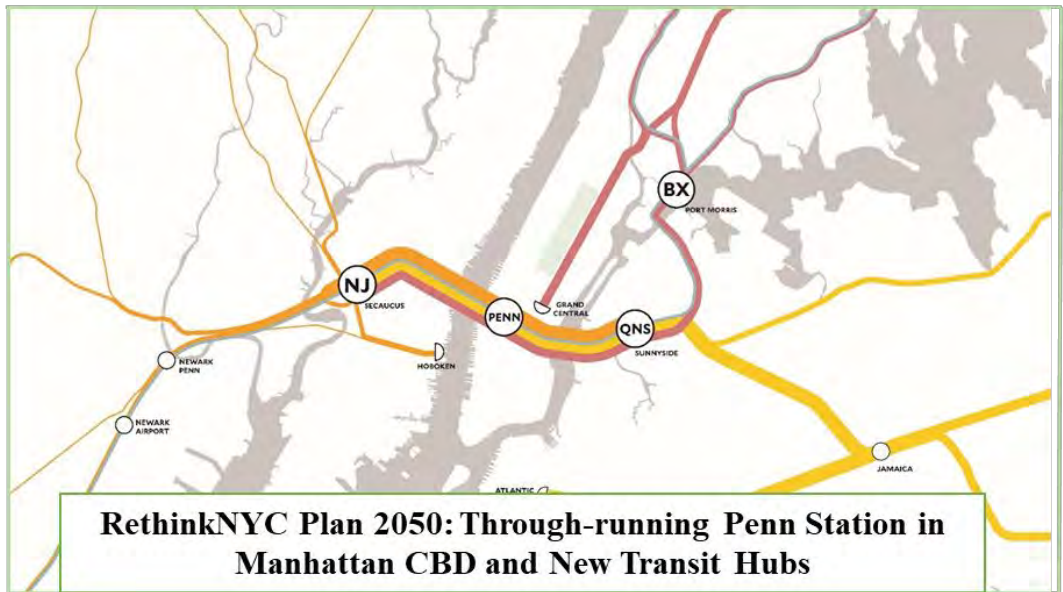 BX
PORT MORRIS
NJ
SECAUCUS
GRAND
CENTRAL
PENN
QNS
SUNNYSIDE
HOBOKEN
NEWARK
PENN
NEWARK
AIRPORT
JAMAICA
ATLANTIC
RethinkNYC Plan 2050: Through-running Penn Station in
Manhattan CBD and New Transit Hubs